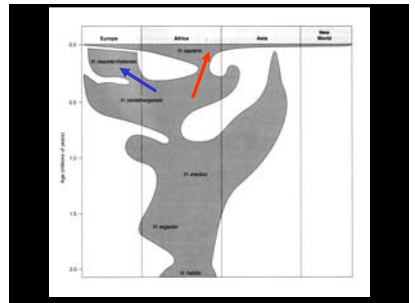 Europe Africa Asia New World
0.0
H. sapiens
H. neanderthalensis
H. heidelbergensis
0.5
1.0
H. erectus
1.5
H. ergaster
2.0
H. habilis
Age (millions of years)